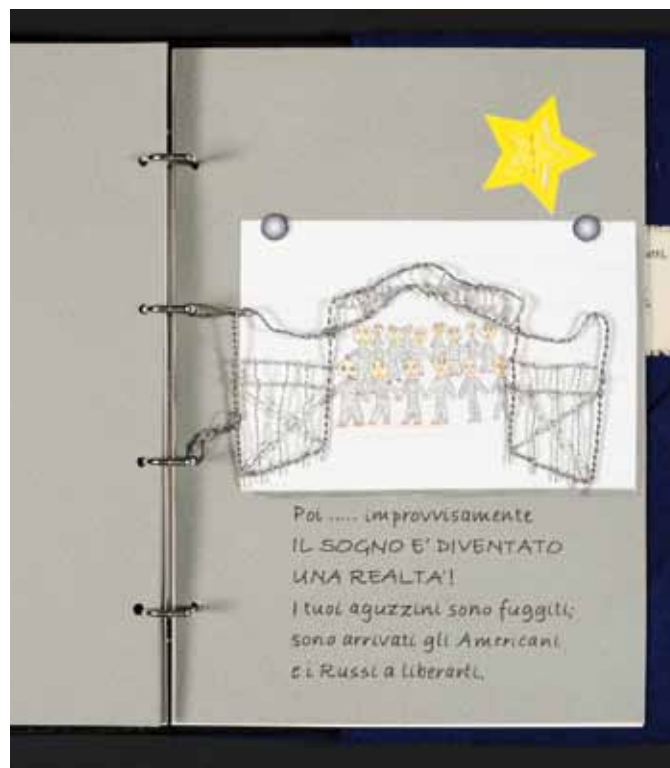 Poi ..... improvvisamente
IL SOGNO E' DIVENTATO
UNA REALTA'!
I tuoi aguzzini sono fuggiti;
sono arrivati gli Americani
e i Russi a liberarti.